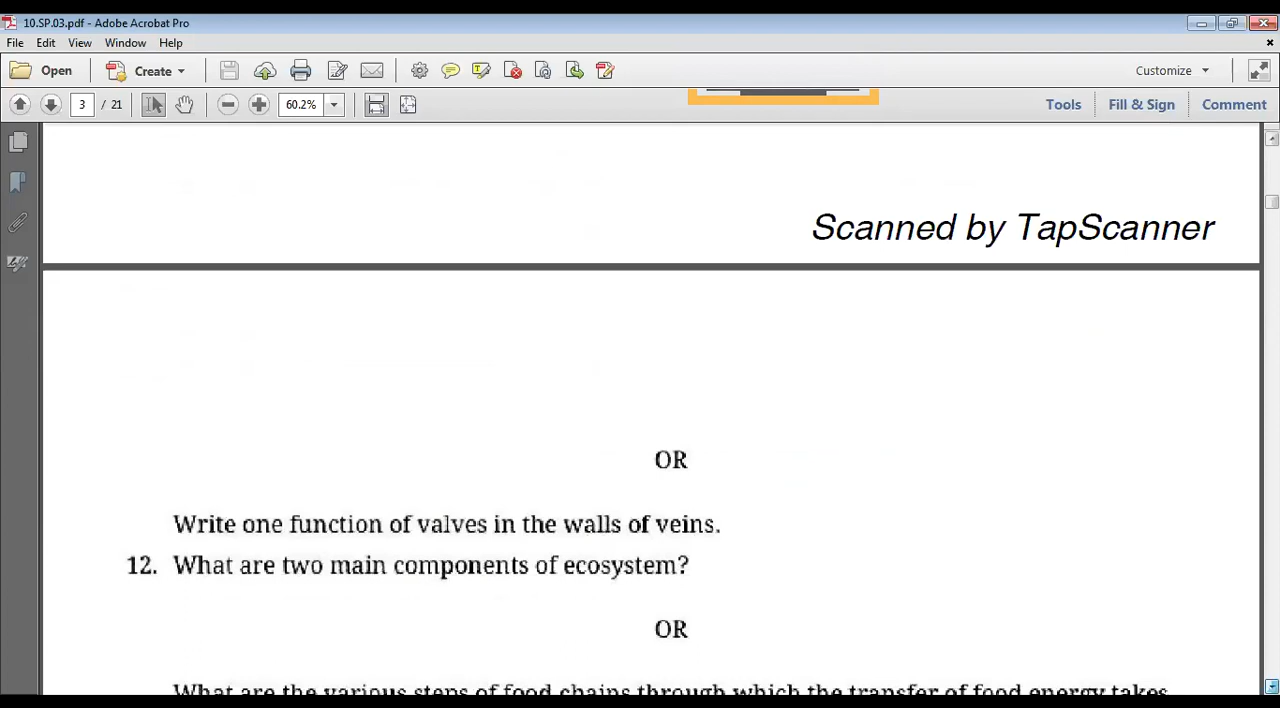 10.SP.03.pdf - Adobe Acrobat Pro
File Edit View Window Help
Open Create Customize
3 / 21 60.2% Tools Fill & Sign Comment
Scanned by TapScanner
OR
Write one function of valves in the walls of veins.
12. What are two main components of ecosystem?
OR
What are the various steps of food chains through which the transfer of food energy takes